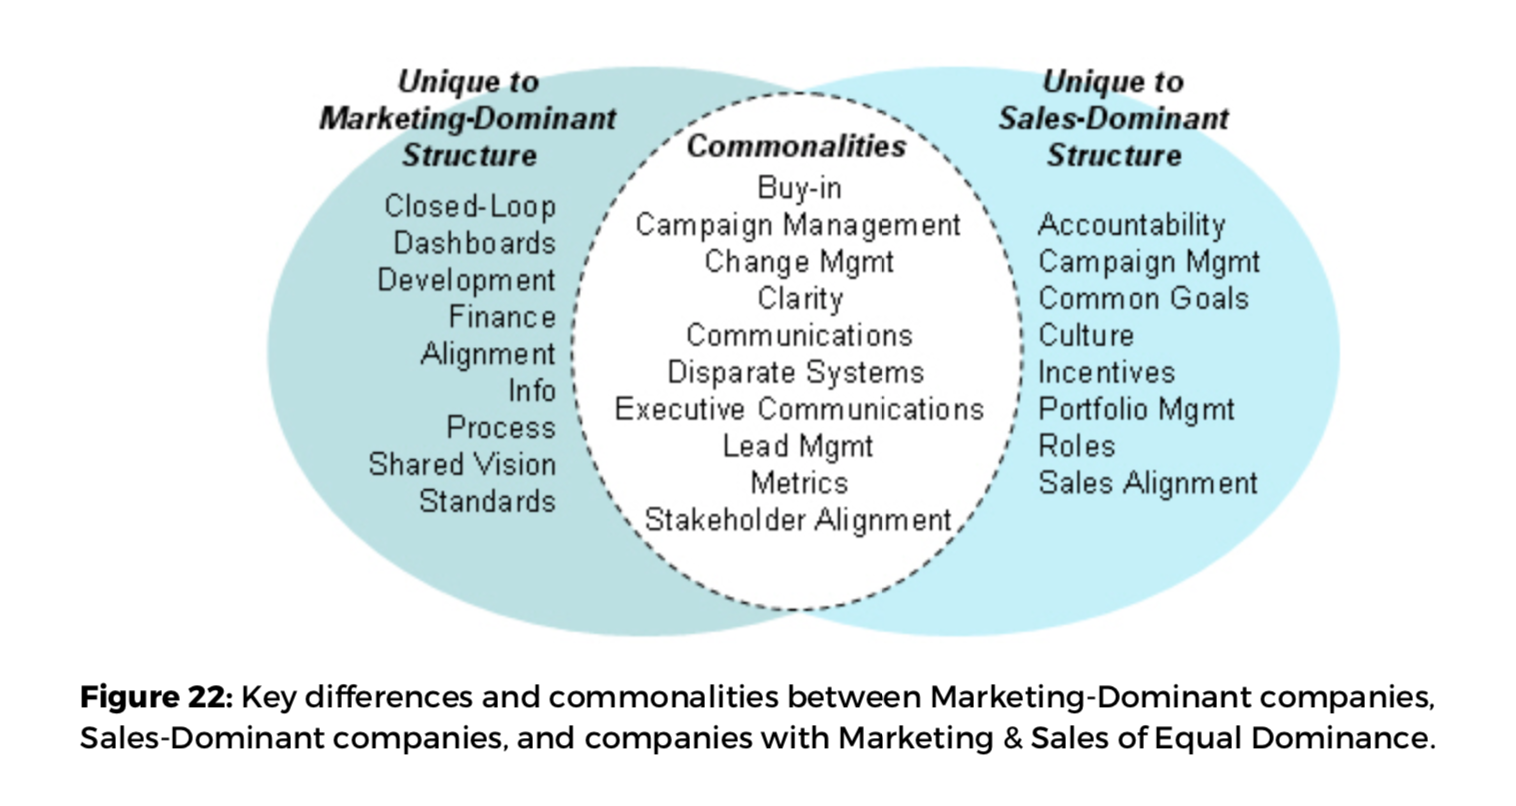 Unique to
Marketing-Dominant
Structure
Closed-Loop
Dashboards
Development
Finance
Alignment
Info
Process
Shared Vision
Standards
Commonalities
Buy-in
Campaign Management
Change Mgmt
Clarity
Communications
Disparate Systems
Executive Communications
Lead Mgmt
Metrics
Stakeholder Alignment
Unique to
Sales-Dominant
Structure
Accountability
Campaign Mgmt
Common Goals
Culture
Incentives
Portfolio Mgmt
Roles
Sales Alignment
Figure 22: Key differences and commonalities between Marketing-Dominant companies,
Sales-Dominant companies, and companies with Marketing & Sales of Equal Dominance.